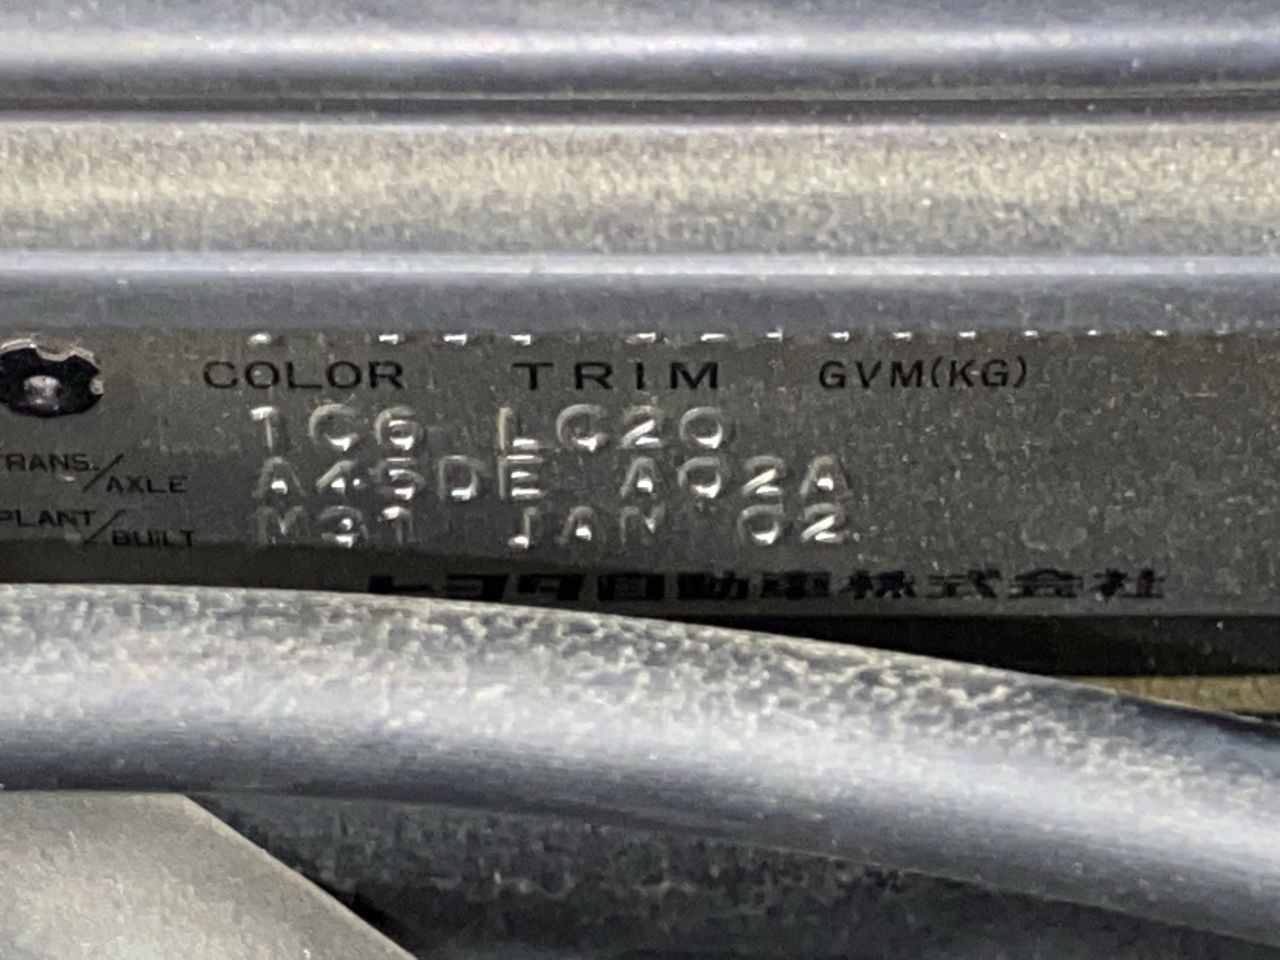 COLOR TRIM GVM(KG)
1C6 LC20
TRANS./AXLE A45DE A02A
PLANT/BUILT M31 JAN 02
トヨタ自動車株式会社